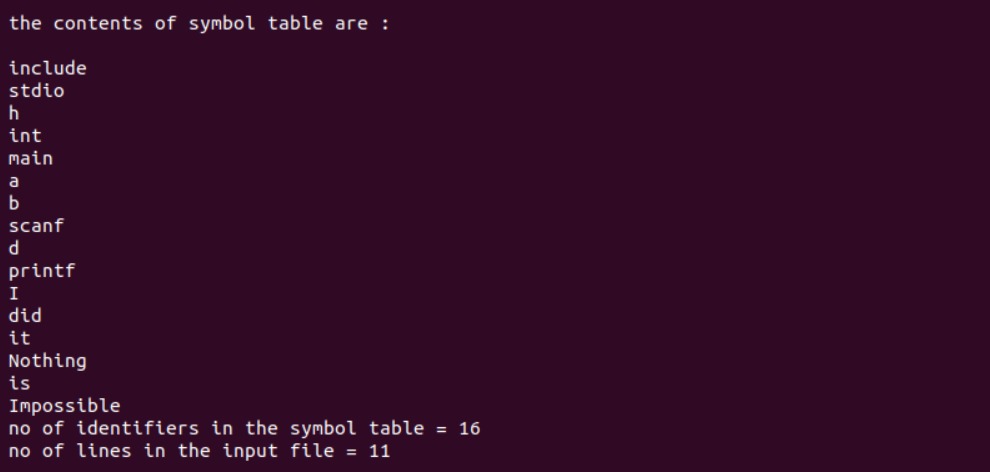 the contents of symbol table are :
include
stdio
h
int
main
a
b
scanf
d
printf
I
did
it
Nothing
is
Impossible
no of identifiers in the symbol table = 16
no of lines in the input file = 11